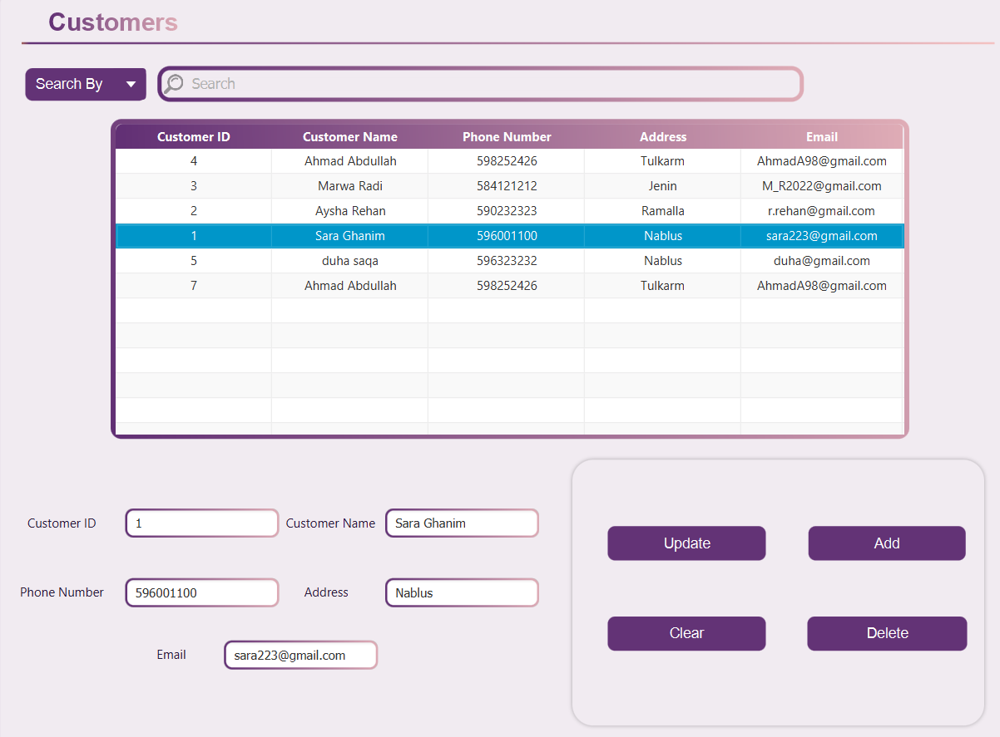 Customers
Search By Search
Customer ID Customer Name Phone Number Address Email
4 Ahmad Abdullah 598252426 Tulkarm AhmadA98@gmail.com
3 Marwa Radi 584121212 Jenin M_R2022@gmail.com
2 Aysha Rehan 590232323 Ramalla r.rehan@gmail.com
1 Sara Ghanim 596001100 Nablus sara223@gmail.com
5 duha saqa 596323232 Nablus duha@gmail.com
7 Ahmad Abdullah 598252426 Tulkarm AhmadA98@gmail.com
Customer ID 1 Customer Name Sara Ghanim
Phone Number 596001100 Address Nablus
Email sara223@gmail.com
Update Add
Clear Delete